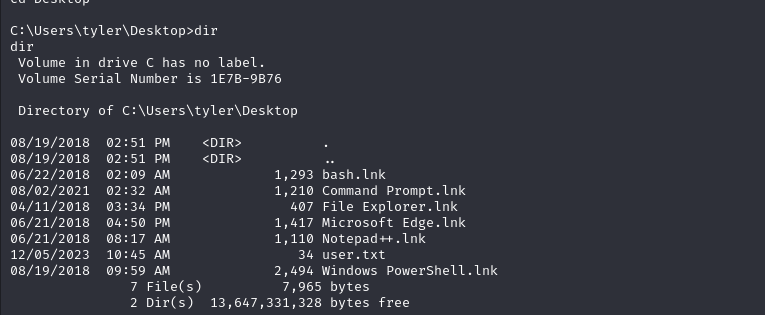 cd Desktop
C:\Users\tyler\Desktop>dir
dir
 Volume in drive C has no label.
 Volume Serial Number is 1E7B-9B76
 Directory of C:\Users\tyler\Desktop
08/19/2018  02:51 PM    <DIR>          .
08/19/2018  02:51 PM    <DIR>          ..
06/22/2018  02:09 AM             1,293 bash.lnk
08/02/2021  02:32 AM             1,210 Command Prompt.lnk
04/11/2018  03:34 PM               407 File Explorer.lnk
06/21/2018  04:50 PM             1,417 Microsoft Edge.lnk
06/21/2018  08:17 AM             1,110 Notepad++.lnk
12/05/2023  10:45 AM                34 user.txt
08/19/2018  09:59 AM             2,494 Windows PowerShell.lnk
               7 File(s)          7,965 bytes
               2 Dir(s)  13,647,331,328 bytes free